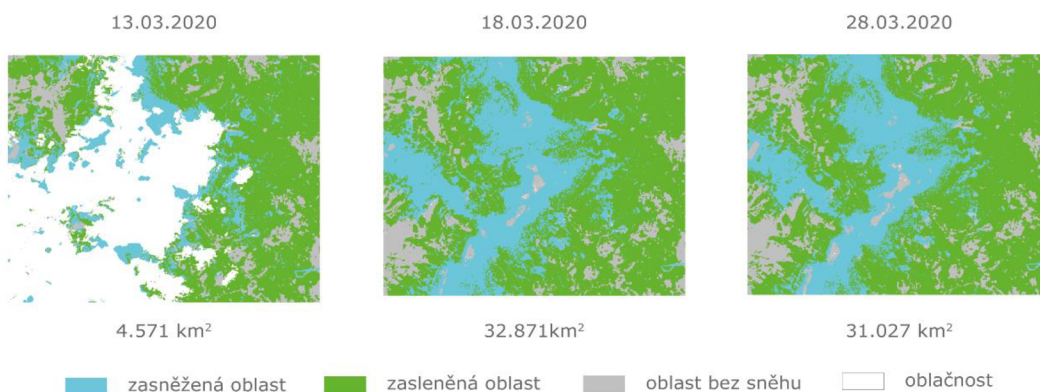 13.03.2020
18.03.2020
28.03.2020
4.571 km²
32.871km²
31.027 km²
zasněžená oblast
zasleněná oblast
oblast bez sněhu
oblačnost